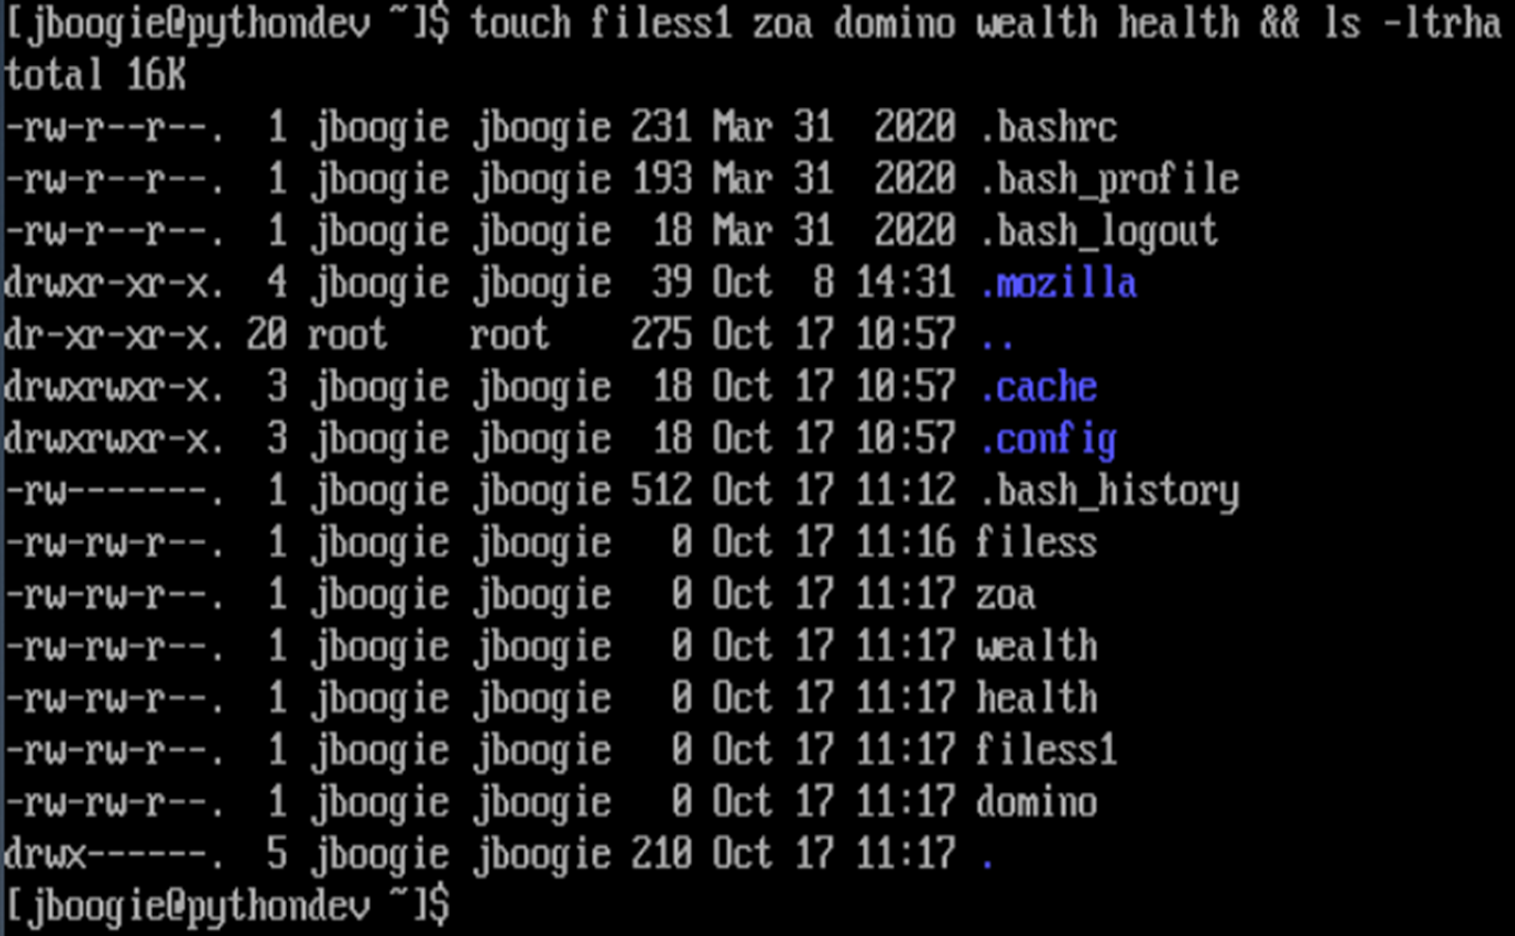 [jboogie@pythondev ~]$ touch filess1 zoa domino wealth health && ls -ltrha
total 16K
-rw-r--r--.  1 jboogie jboogie 231 Mar 31  2020 .bashrc
-rw-r--r--.  1 jboogie jboogie 193 Mar 31  2020 .bash_profile
-rw-r--r--.  1 jboogie jboogie  18 Mar 31  2020 .bash_logout
drwxr-xr-x.  4 jboogie jboogie  39 Oct  8 14:31 .mozilla
dr-xr-xr-x. 20 root    root    275 Oct 17 10:57 ..
drwxrwxr-x.  3 jboogie jboogie  18 Oct 17 10:57 .cache
drwxrwxr-x.  3 jboogie jboogie  18 Oct 17 10:57 .config
-rw-------.  1 jboogie jboogie 512 Oct 17 11:12 .bash_history
-rw-rw-r--.  1 jboogie jboogie   0 Oct 17 11:16 filess
-rw-rw-r--.  1 jboogie jboogie   0 Oct 17 11:17 zoa
-rw-rw-r--.  1 jboogie jboogie   0 Oct 17 11:17 wealth
-rw-rw-r--.  1 jboogie jboogie   0 Oct 17 11:17 health
-rw-rw-r--.  1 jboogie jboogie   0 Oct 17 11:17 filess1
-rw-rw-r--.  1 jboogie jboogie   0 Oct 17 11:17 domino
drwx------.  5 jboogie jboogie 210 Oct 17 11:17 .
[jboogie@pythondev ~]$